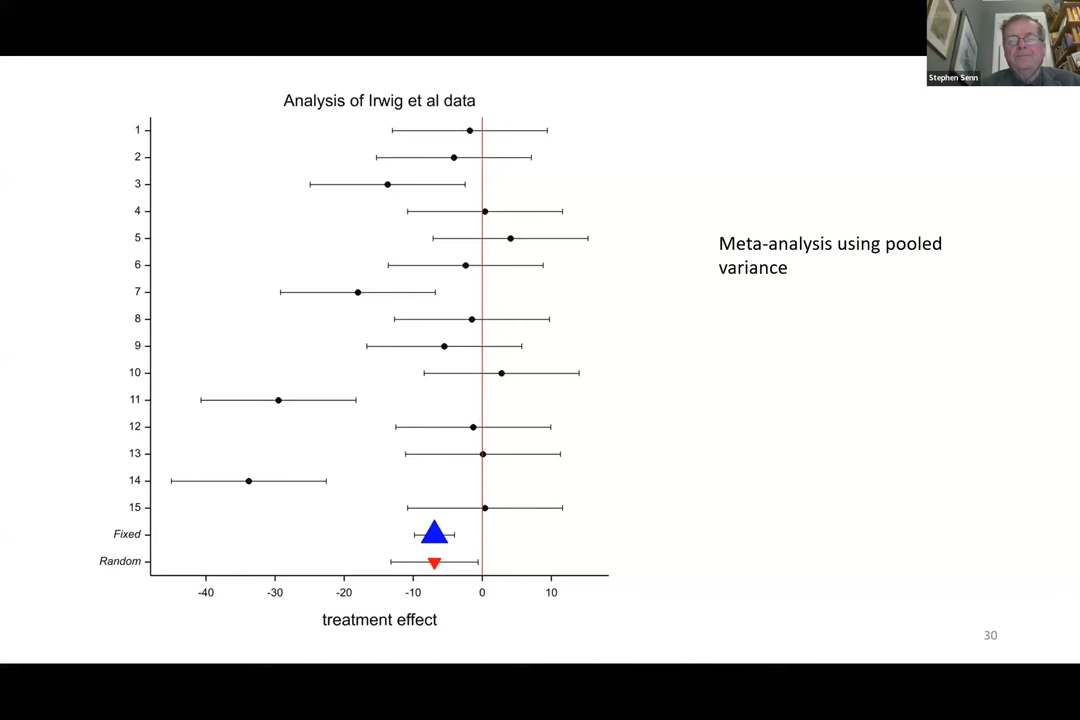 Stephen Senn
Analysis of Irwig et al data
1
2
3
4
5
6
7
8
9
10
11
12
13
14
15
Fixed
Random
-40 -30 -20 -10 0 10
treatment effect
Meta-analysis using pooled
variance
30